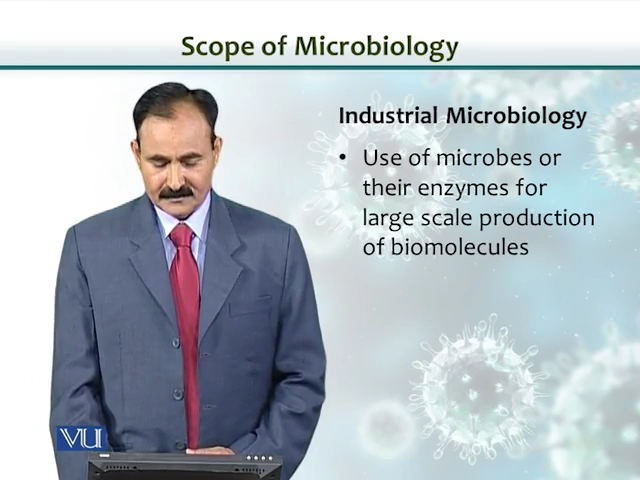 Scope of Microbiology
Industrial Microbiology
• Use of microbes or
their enzymes for
large scale production
of biomolecules
VU